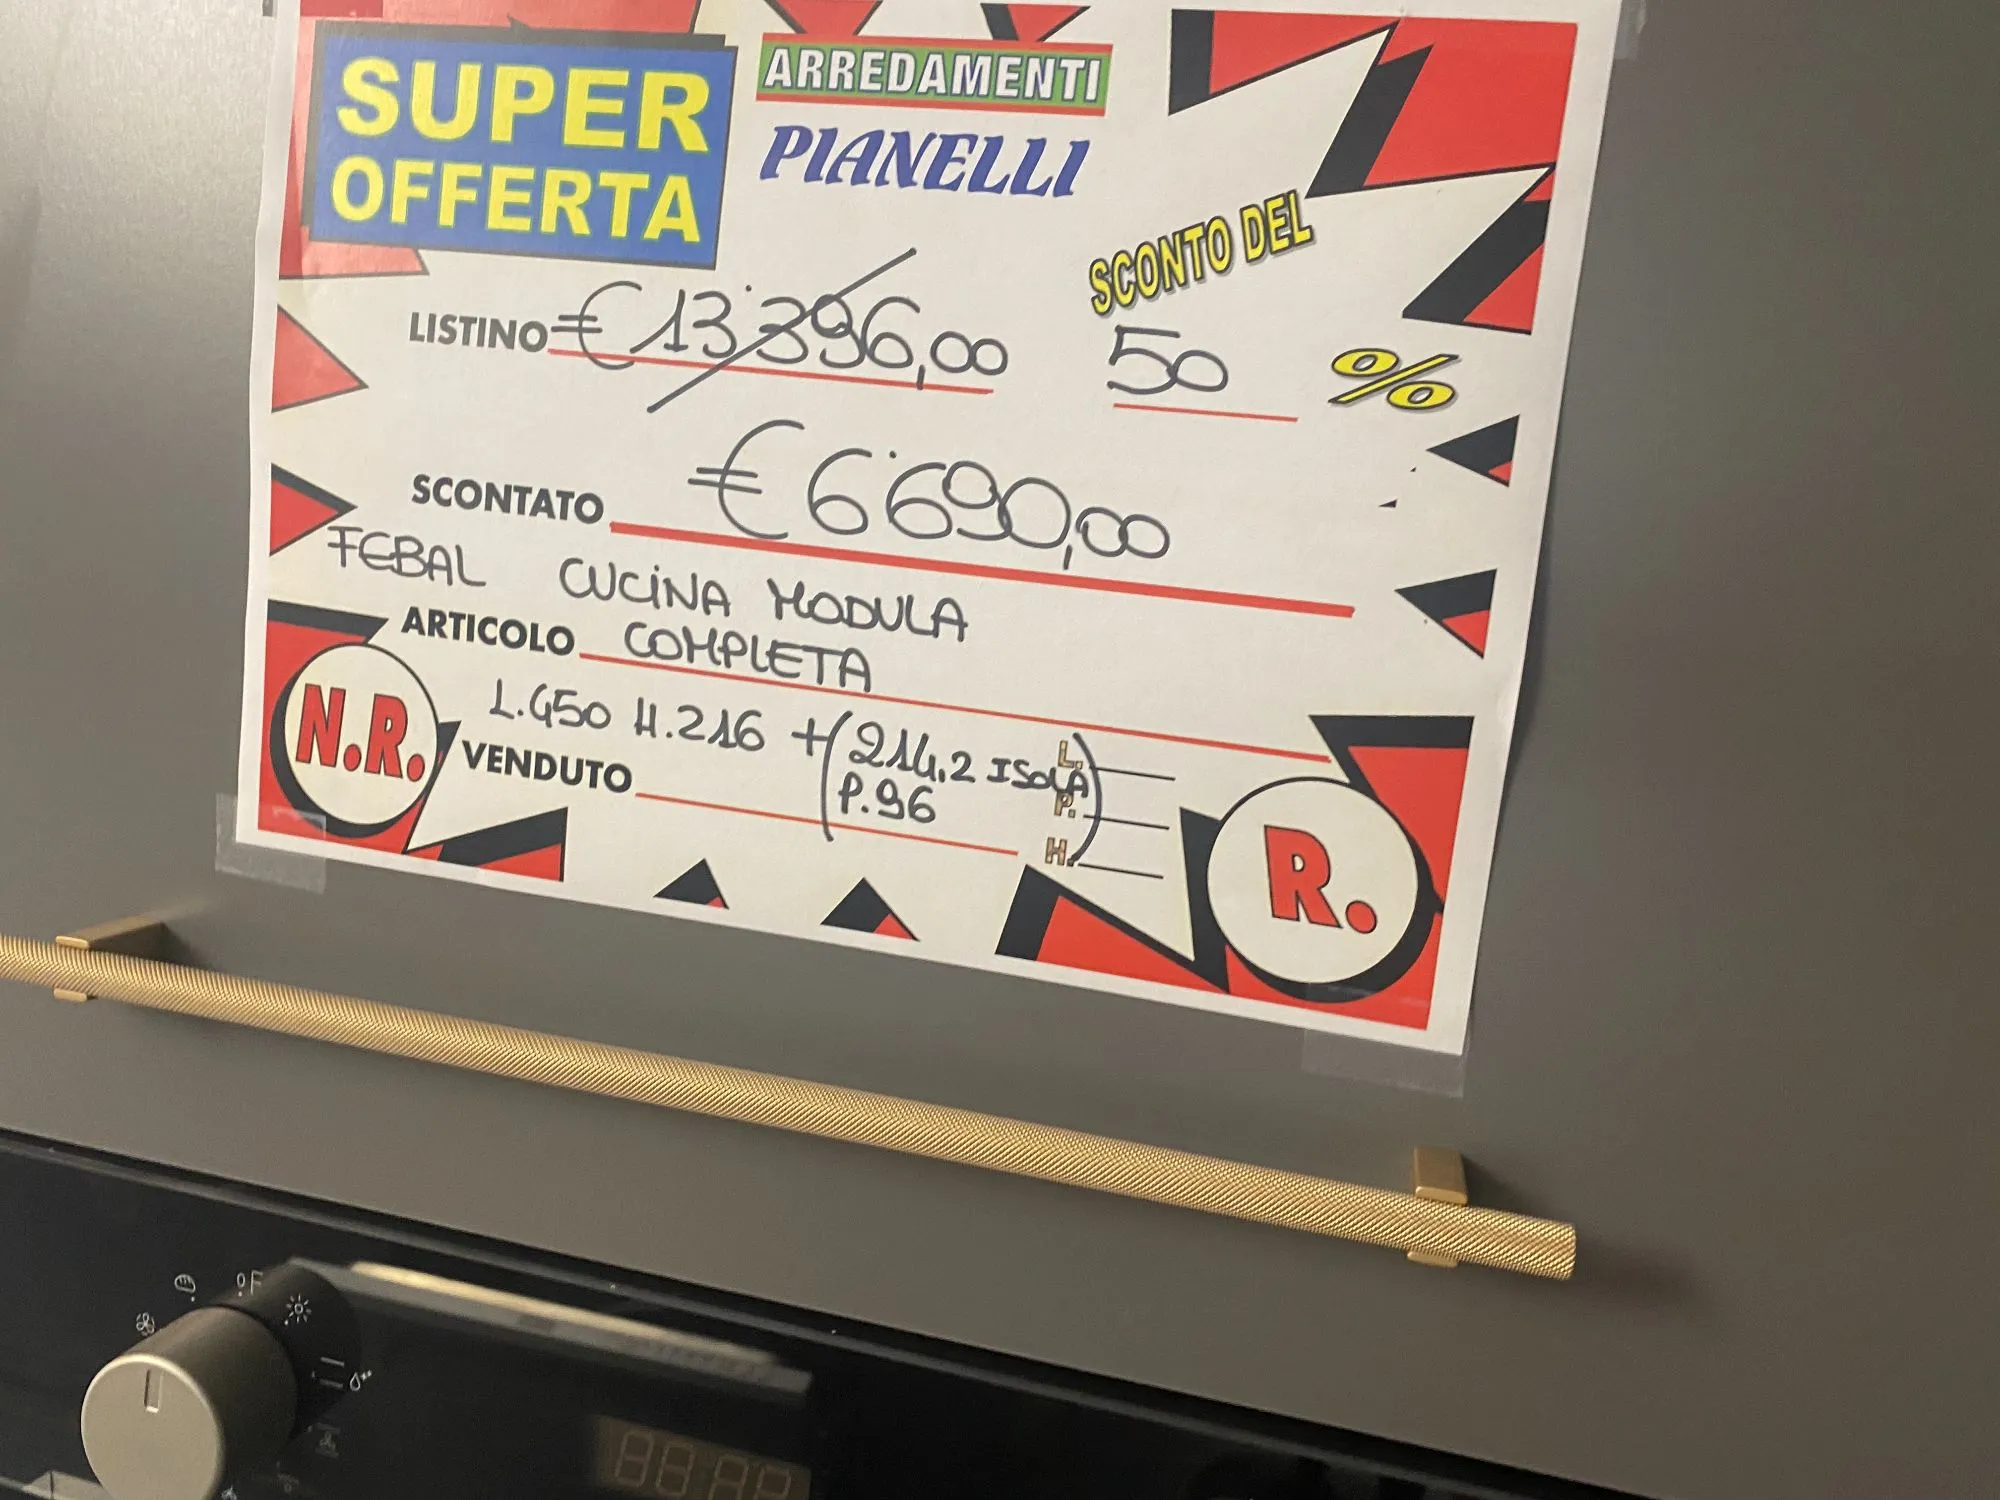 SUPER
OFFERTA
ARREDAMENTI
PIANELLI
SCONTO DEL
LISTINO € 13'396,00 50 %
SCONTATO € 6'690,00
FEBAL CUCINA MODULA
ARTICOLO COMPLETA
L.450 H.216 + (214,2 ISOLA)
P.96
VENDUTO
L.
P.
H.
N.R.
R.